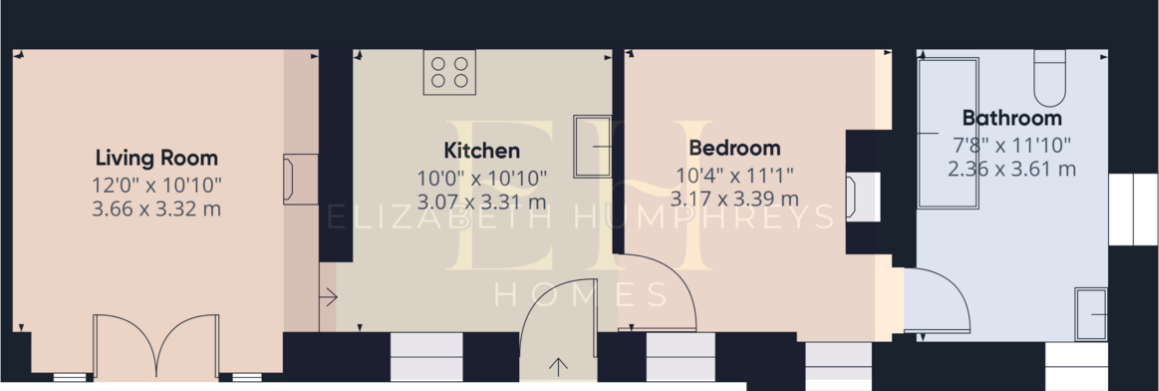 Living Room
12'0" x 10'10"
3.66 x 3.32 m
Kitchen
10'0" x 10'10"
3.07 x 3.31 m
Bedroom
10'4" x 11'1"
3.17 x 3.39 m
Bathroom
7'8" x 11'10"
2.36 x 3.61 m
EH
ELIZABETH HUMPHREYS
HOMES